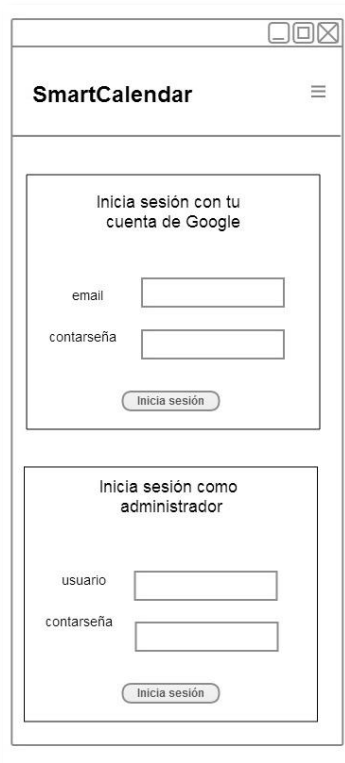 SmartCalendar
Inicia sesión con tu
cuenta de Google
email
contarseña
Inicia sesión
Inicia sesión como
administrador
usuario
contarseña
Inicia sesión